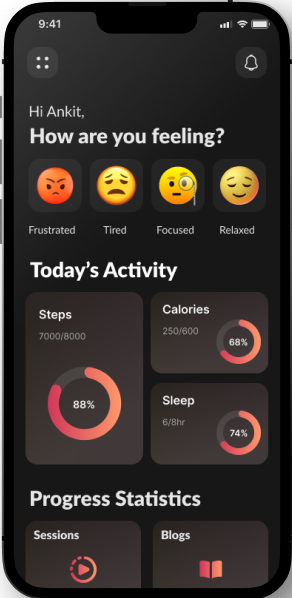 9:41
Hi Ankit,
How are you feeling?
Frustrated Tired Focused Relaxed
Today's Activity
Steps
7000/8000
88%
Calories
250/600
68%
Sleep
6/8hr
74%
Progress Statistics
Sessions Blogs